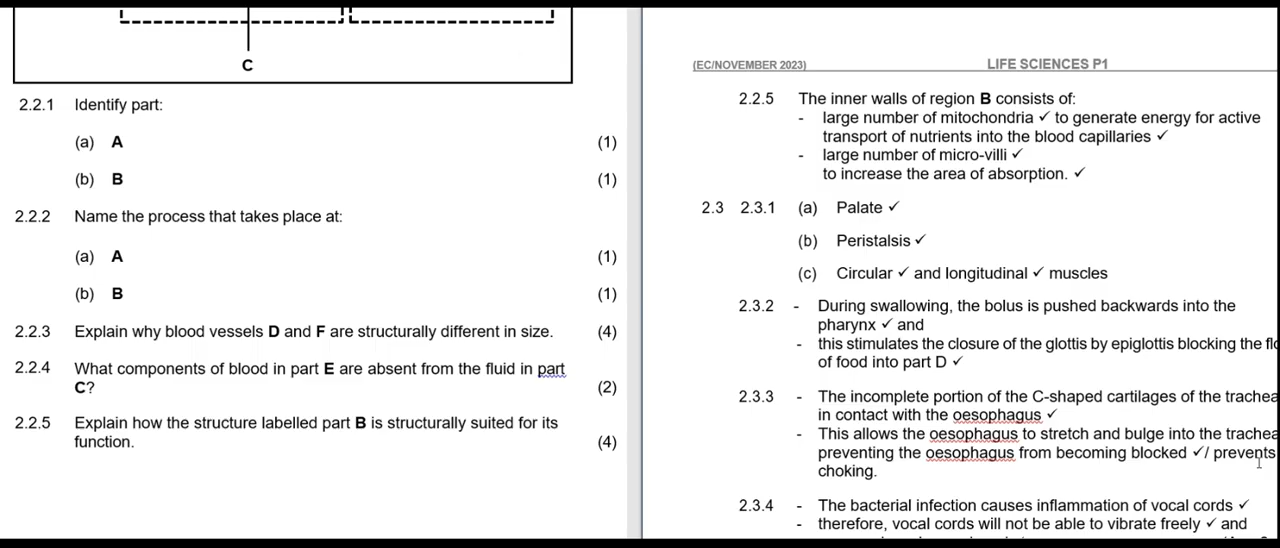 C
2.2.1 Identify part:
(a) A (1)
(b) B (1)
2.2.2 Name the process that takes place at:
(a) A (1)
(b) B (1)
2.2.3 Explain why blood vessels D and F are structurally different in size. (4)
2.2.4 What components of blood in part E are absent from the fluid in part
C? (2)
2.2.5 Explain how the structure labelled part B is structurally suited for its
function. (4)
(EC/NOVEMBER 2023) LIFE SCIENCES P1
2.2.5 The inner walls of region B consists of:
- large number of mitochondria ✓ to generate energy for active
transport of nutrients into the blood capillaries ✓
- large number of micro-villi ✓
to increase the area of absorption. ✓
2.3 2.3.1 (a) Palate ✓
(b) Peristalsis ✓
(c) Circular ✓ and longitudinal ✓ muscles
2.3.2 - During swallowing, the bolus is pushed backwards into the
pharynx ✓ and
- this stimulates the closure of the glottis by epiglottis blocking the
of food into part D ✓
2.3.3 - The incomplete portion of the C-shaped cartilages of the trachea
in contact with the oesophagus ✓
- This allows the oesophagus to stretch and bulge into the trachea
preventing the oesophagus from becoming blocked ✓/ prevents
choking.
2.3.4 - The bacterial infection causes inflammation of vocal cords ✓
- therefore, vocal cords will not be able to vibrate freely ✓ and